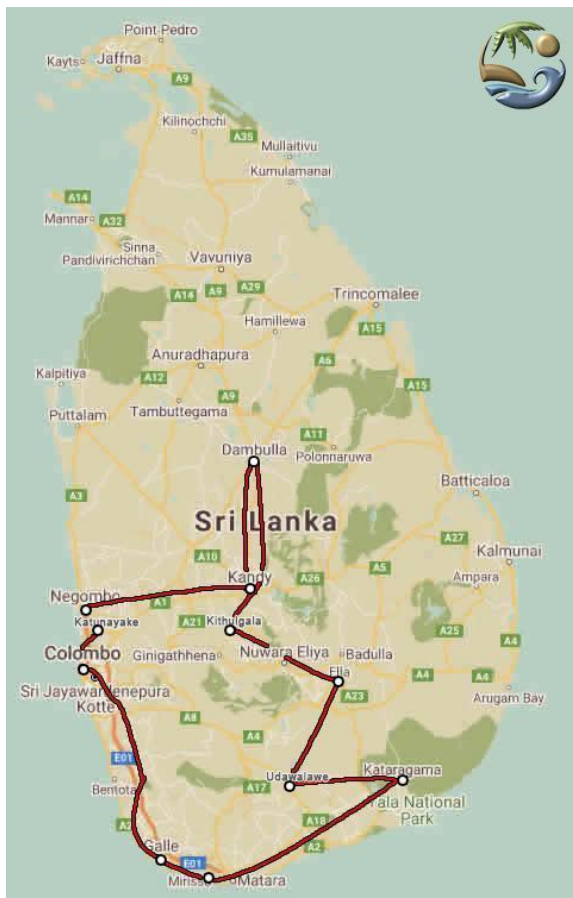 Point Pedro
Kayts
Jaffna
A9
Kilinochchi
A35
Mullaitivu
Kumulamanai
A14
Mannar
A32
Sinna
Pandivirichchan
Vavuniya
A14
A9
A29
Trincomalee
Hamillewa
A15
Anuradhapura
A6
Kalpitiya
A12
A9
A15
Tambuttegama
Puttalam
A11
Dambulla
Polonnaruwa
A3
Batticaloa
Sri Lanka
A27
A10
Kalmunai
A5
Kandy
A26
Ampara
Negombo
A1
Katunayake
A21
Kithulgala
A25
Colombo
Ginigathhena
Nuwara Eliya
Badulla
Ella
A4
A4
A4
Sri Jayawardenepura
Kotte
A23
Arugam Bay
A8
A4
E01
Kataragama
Udawalawe
Bentota
A17
Yala National
Park
A18
A2
Galle
E01
Mirissa
Matara